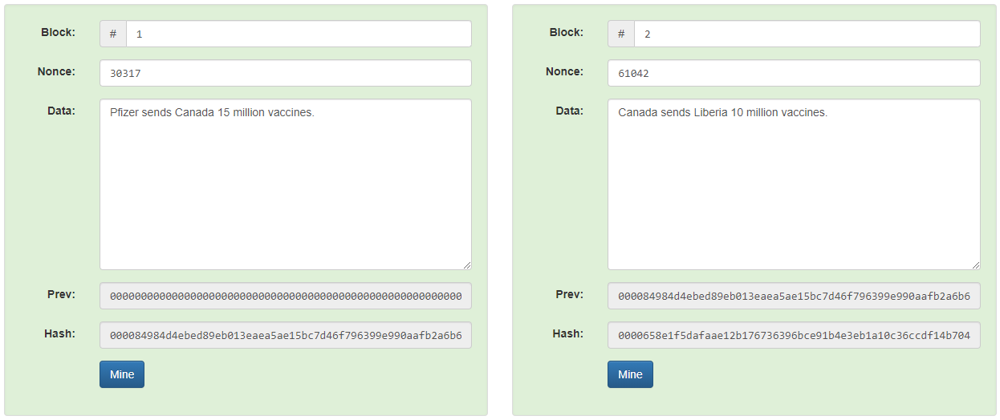 Block: # 1
Nonce: 30317
Data: Pfizer sends Canada 15 million vaccines.
Prev: 00000000000000000000000000000000000000000000000000000000
Hash: 000084984d4ebed89eb013eaea5ae15bc7d46f796399e990aafb2a6b6
Mine
Block: # 2
Nonce: 61042
Data: Canada sends Liberia 10 million vaccines.
Prev: 000084984d4ebed89eb013eaea5ae15bc7d46f796399e990aafb2a6b6
Hash: 0000658e1f5dafaae12b176736396bce91b4e3eb1a10c36ccdf14b704
Mine